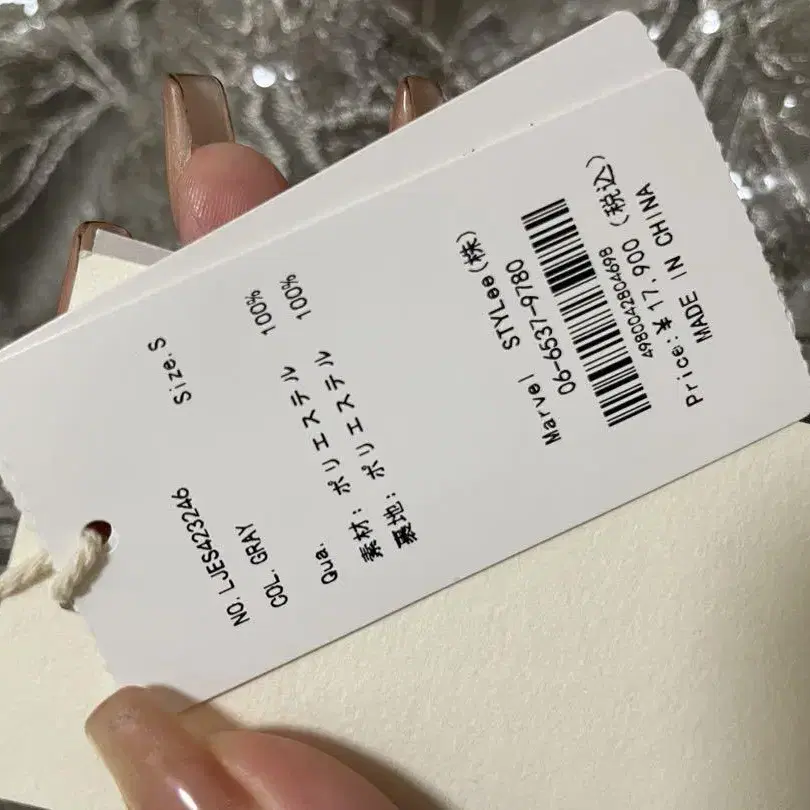 NO. LJES423246 Size. S
COL. GRAY
Qua.
素材: ポリエステル 100%
裏地: ポリエステル 100%
Marvel STYLee(株)
06-6537-9780
4980042804698
Price:¥17,900 (税込)
MADE IN CHINA